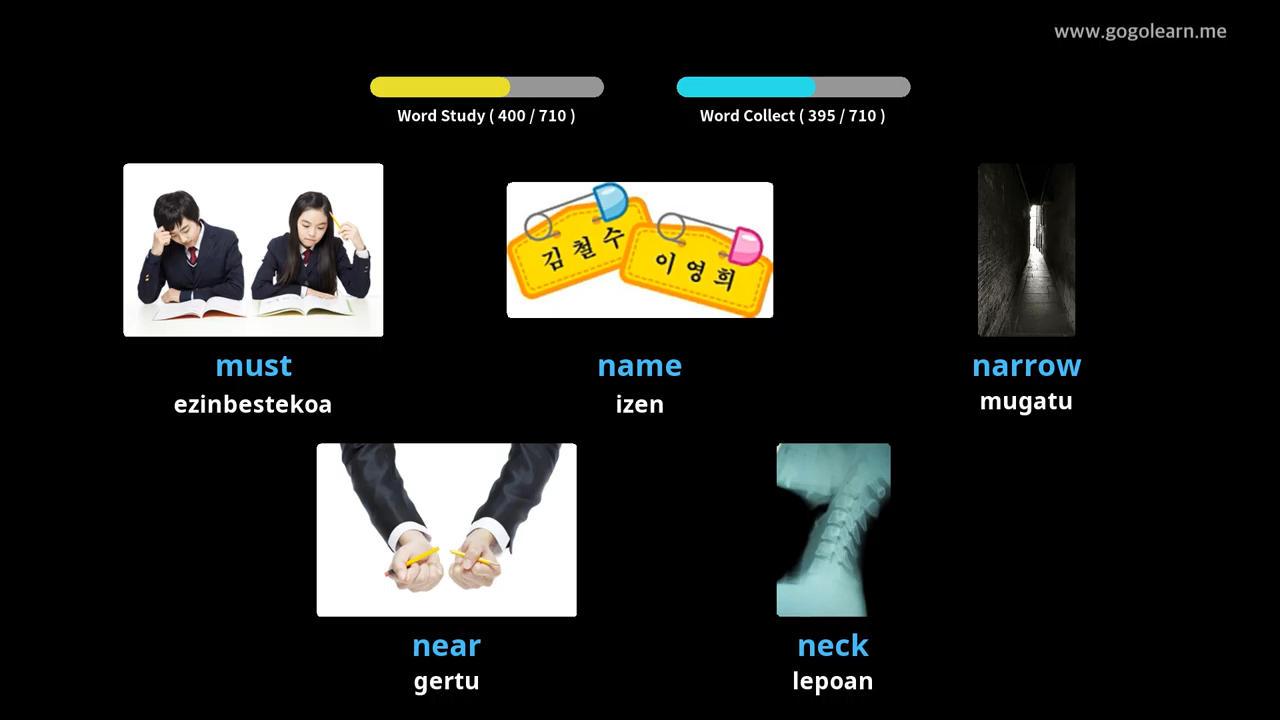 www.gogolearn.me
Word Study ( 400 / 710 )
Word Collect ( 395 / 710 )
김철수
이영희
must
ezinbestekoa
name
izen
narrow
mugatu
near
gertu
neck
lepoan